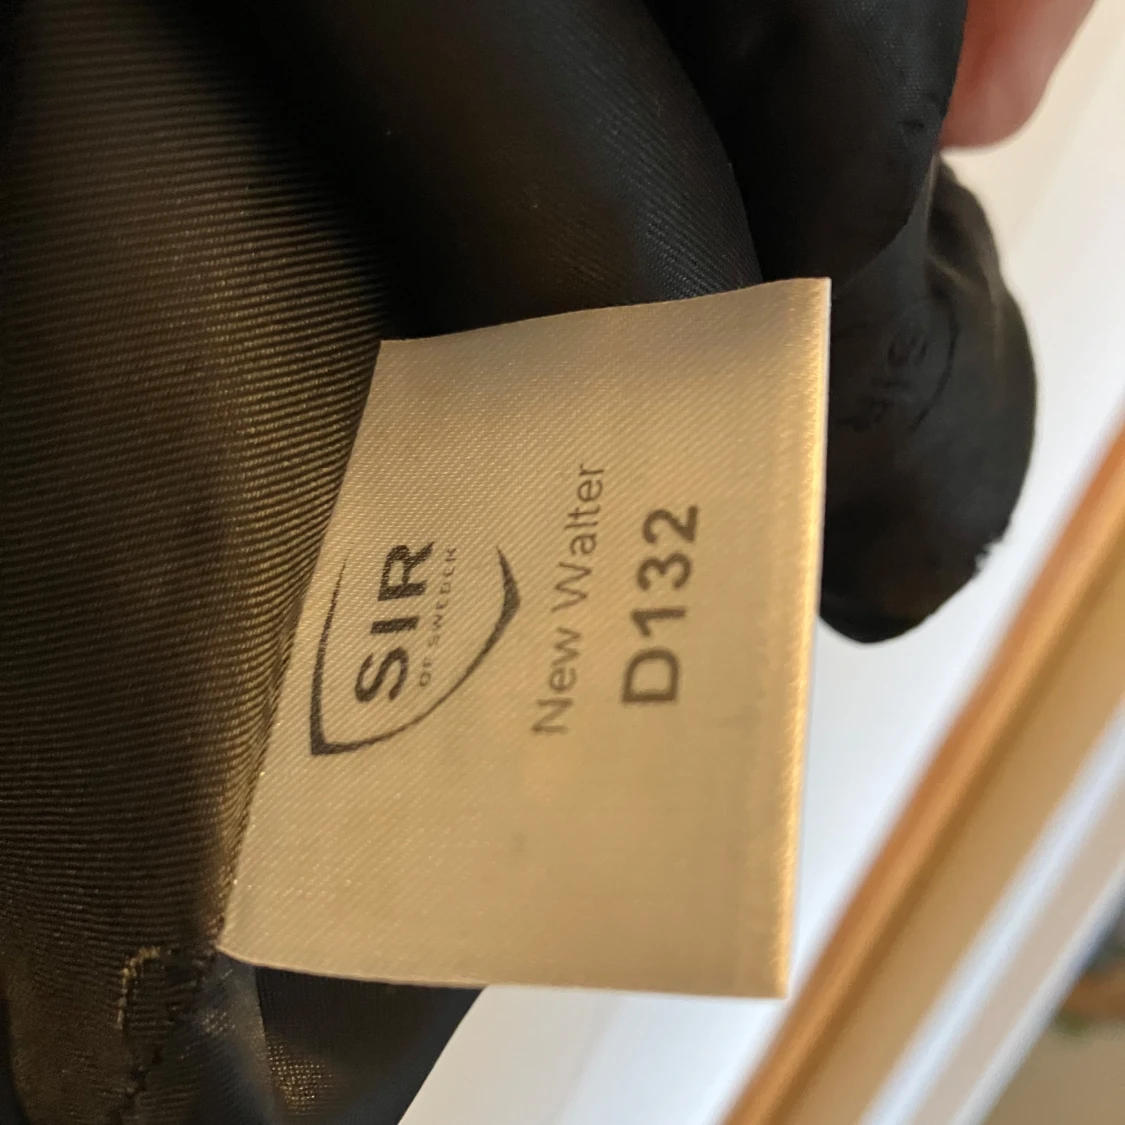 SIR
OF SWEDEN
New Walter
D132